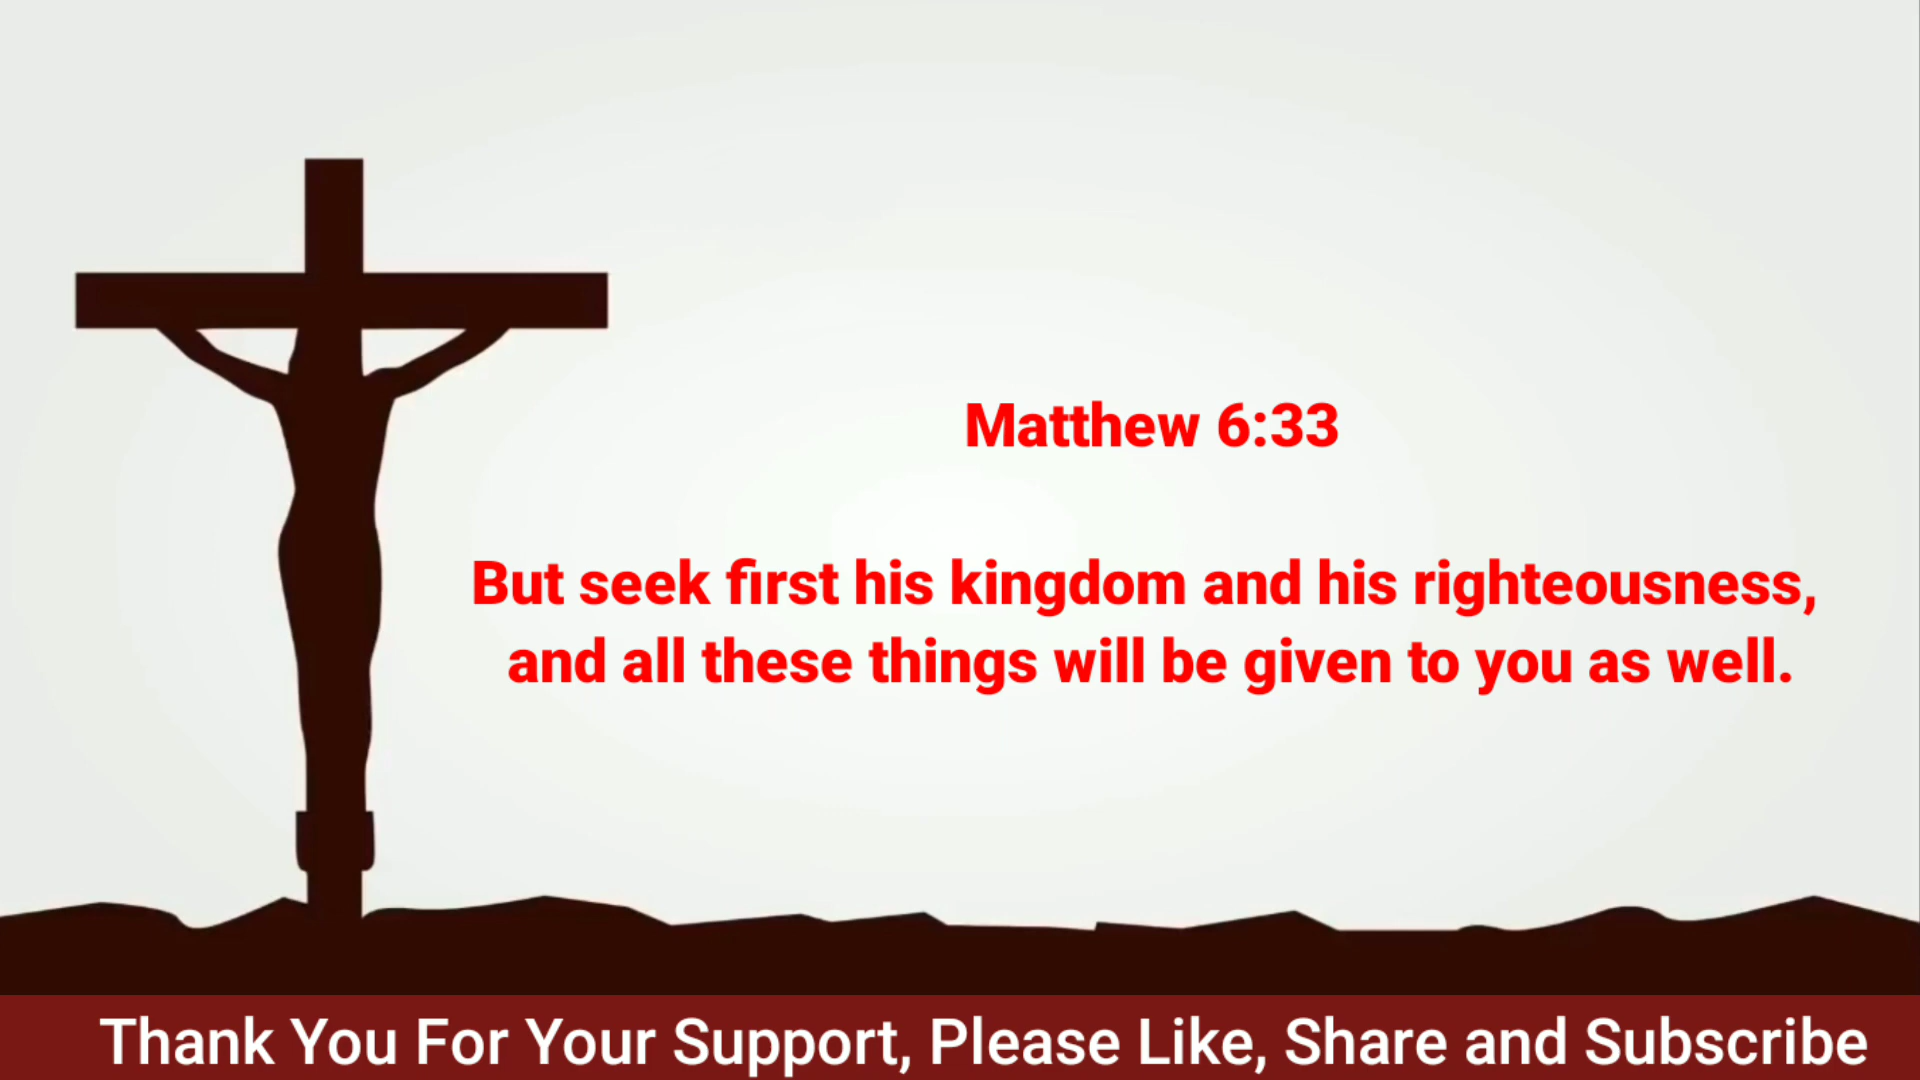 Matthew 6:33
But seek first his kingdom and his righteousness,
and all these things will be given to you as well.
Thank You For Your Support, Please Like, Share and Subscribe